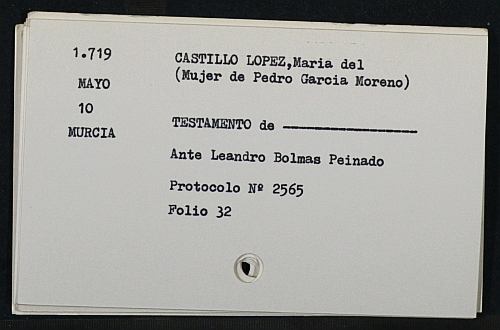 1.719
MAYO
10
MURCIA
CASTILLO LOPEZ,Maria del
(Mujer de Pedro Garcia Moreno)
TESTAMENTO de ------------------
Ante Leandro Bolmas Peinado
Protocolo Nº 2565
Folio 32